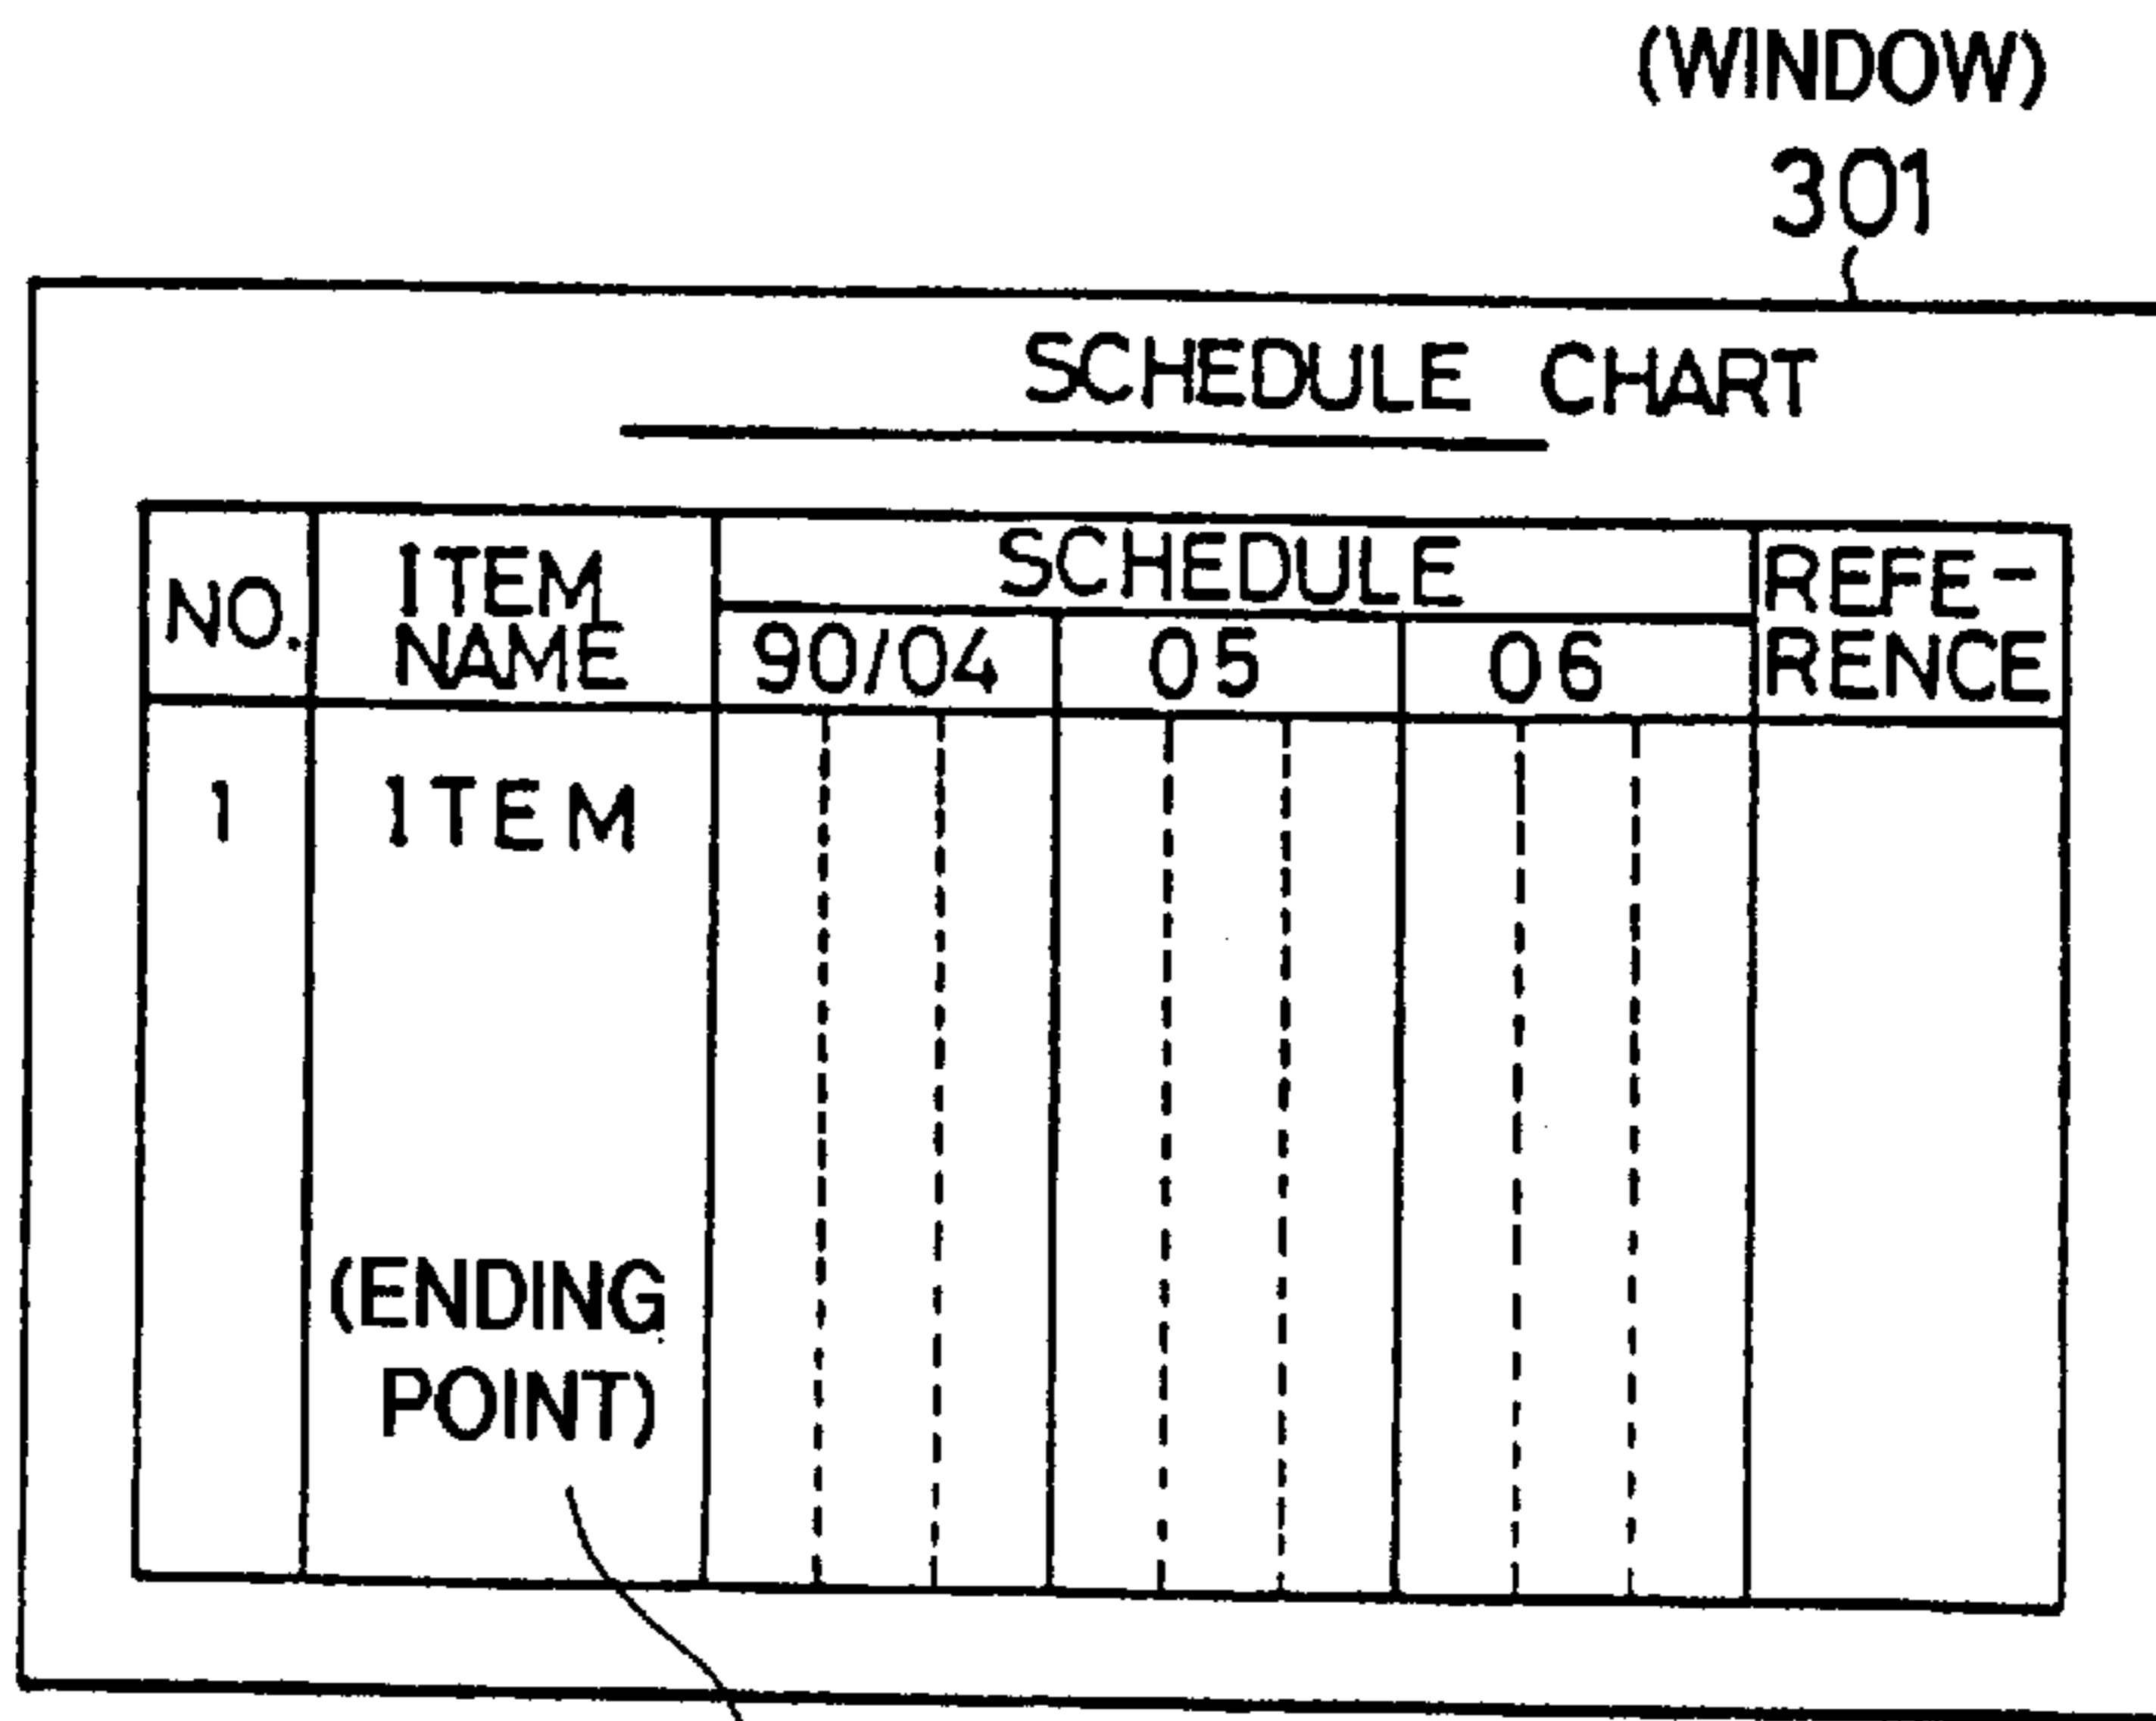 (WINDOW)
301
SCHEDULE CHART
NO.
ITEM
NAME
SCHEDULE
90/04 05 06
REFE-
RENCE
1 ITEM
(ENDING
POINT)